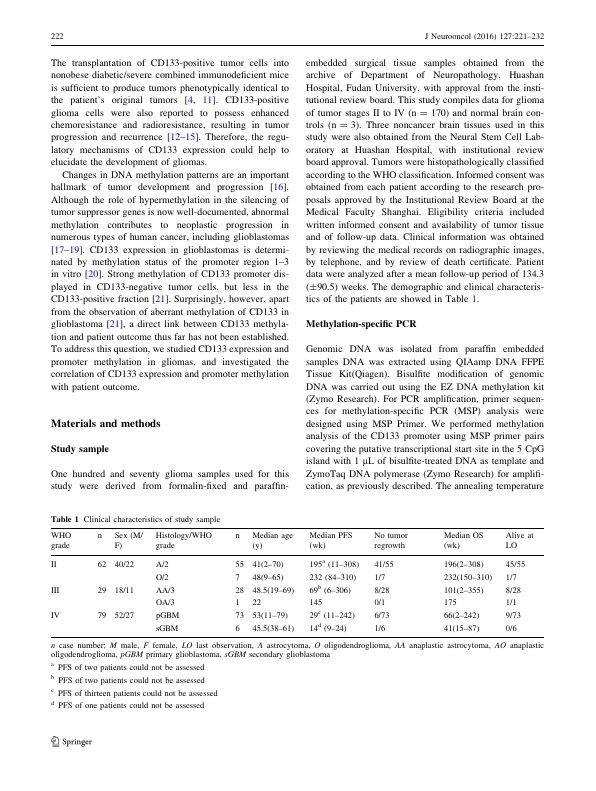 222
J Neurooncol (2016) 127:221–232
The transplantation of CD133-positive tumor cells into
nonobese diabetic/severe combined immunodeficient mice
is sufficient to produce tumors phenotypically identical to
the patient's original tumors [4, 11]. CD133-positive
glioma cells were also reported to possess enhanced
chemoresistance and radioresistance, resulting in tumor
progression and recurrence [12–15]. Therefore, the regu-
latory mechanisms of CD133 expression could help to
elucidate the development of gliomas.
Changes in DNA methylation patterns are an important
hallmark of tumor development and progression [16].
Although the role of hypermethylation in the silencing of
tumor suppressor genes is now well-documented, abnormal
methylation contributes to neoplastic progression in
numerous types of human cancer, including glioblastomas
[17–19]. CD133 expression in glioblastomas is determi-
nated by methylation status of the promoter region 1–3
in vitro [20]. Strong methylation of CD133 promoter dis-
played in CD133-negative tumor cells, but less in the
CD133-positive fraction [21]. Surprisingly, however, apart
from the observation of aberrant methylation of CD133 in
glioblastoma [21], a direct link between CD133 methyla-
tion and patient outcome thus far has not been established.
To address this question, we studied CD133 expression and
promoter methylation in gliomas, and investigated the
correlation of CD133 expression and promoter methylation
with patient outcome.
Materials and methods
Study sample
One hundred and seventy glioma samples used for this
study were derived from formalin-fixed and paraffin-
embedded surgical tissue samples obtained from the
archive of Department of Neuropathology, Huashan
Hospital, Fudan University, with approval from the insti-
tutional review board. This study compiles data for glioma
of tumor stages II to IV (n = 170) and normal brain con-
trols (n = 3). Three noncancer brain tissues used in this
study were also obtained from the Neural Stem Cell Lab-
oratory at Huashan Hospital, with institutional review
board approval. Tumors were histopathologically classified
according to the WHO classification. Informed consent was
obtained from each patient according to the research pro-
posals approved by the Institutional Review Board at the
Medical Faculty Shanghai. Eligibility criteria included
written informed consent and availability of tumor tissue
and of follow-up data. Clinical information was obtained
by reviewing the medical records on radiographic images,
by telephone, and by review of death certificate. Patient
data were analyzed after a mean follow-up period of 134.3
(±90.5) weeks. The demographic and clinical characteris-
tics of the patients are showed in Table 1.
Methylation-specific PCR
Genomic DNA was isolated from paraffin embedded
samples DNA was extracted using QIAamp DNA FFPE
Tissue Kit(Qiagen). Bisulfite modification of genomic
DNA was carried out using the EZ DNA methylation kit
(Zymo Research). For PCR amplification, primer sequen-
ces for methylation-specific PCR (MSP) analysis were
designed using MSP Primer. We performed methylation
analysis of the CD133 promoter using MSP primer pairs
covering the putative transcriptional start site in the 5 CpG
island with 1 μL of bisulfite-treated DNA as template and
ZymoTaq DNA polymerase (Zymo Research) for amplifi-
cation, as previously described. The annealing temperature
Table 1 Clinical characteristics of study sample
WHO grade n Sex (M/F) Histology/WHO grade n Median age (y) Median PFS (wk) No tumor regrowth Median OS (wk) Alive at LO
II 62 40/22 A/2 55 41(2–70) 195a (11–308) 41/55 196(2–308) 45/55
O/2 7 48(9–65) 232 (84–310) 1/7 232(150–310) 1/7
III 29 18/11 AA/3 28 48.5(19–69) 69b (6–306) 8/28 101(2–355) 8/28
OA/3 1 22 145 0/1 175 1/1
IV 79 52/27 pGBM 73 53(11–79) 29c (11–242) 6/73 66(2–242) 9/73
sGBM 6 45.5(38–61) 14d (9–24) 1/6 41(15–87) 0/6
n case number; M male, F female, LO last observation, A astrocytoma, O oligodendroglioma, AA anaplastic astrocytoma, AO anaplastic
oligodendroglioma, pGBM primary glioblastoma, sGBM secondary glioblastoma
a PFS of two patients could not be assessed
b PFS of two patients could not be assessed
c PFS of thirteen patients could not be assessed
d PFS of one patients could not be assessed
Springer